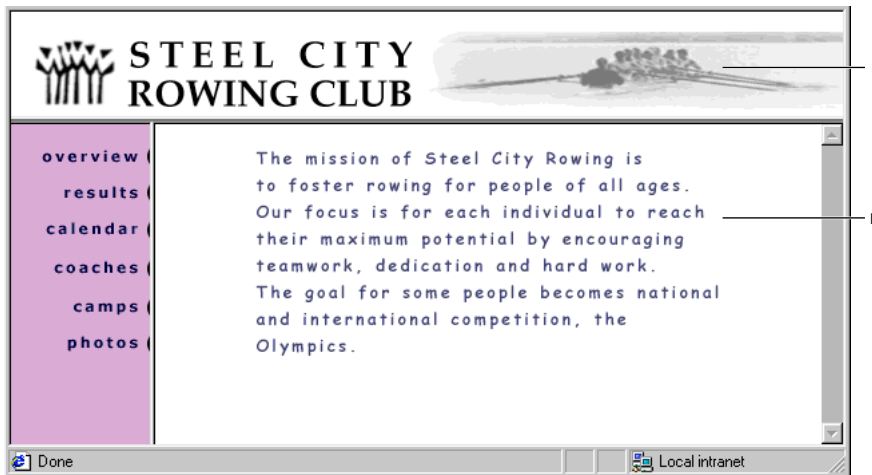 STEEL CITY
ROWING CLUB
overview
results
calendar
coaches
camps
photos
The mission of Steel City Rowing is
to foster rowing for people of all ages.
Our focus is for each individual to reach
their maximum potential by encouraging
teamwork, dedication and hard work.
The goal for some people becomes national
and international competition, the
Olympics.
Done
Local intranet